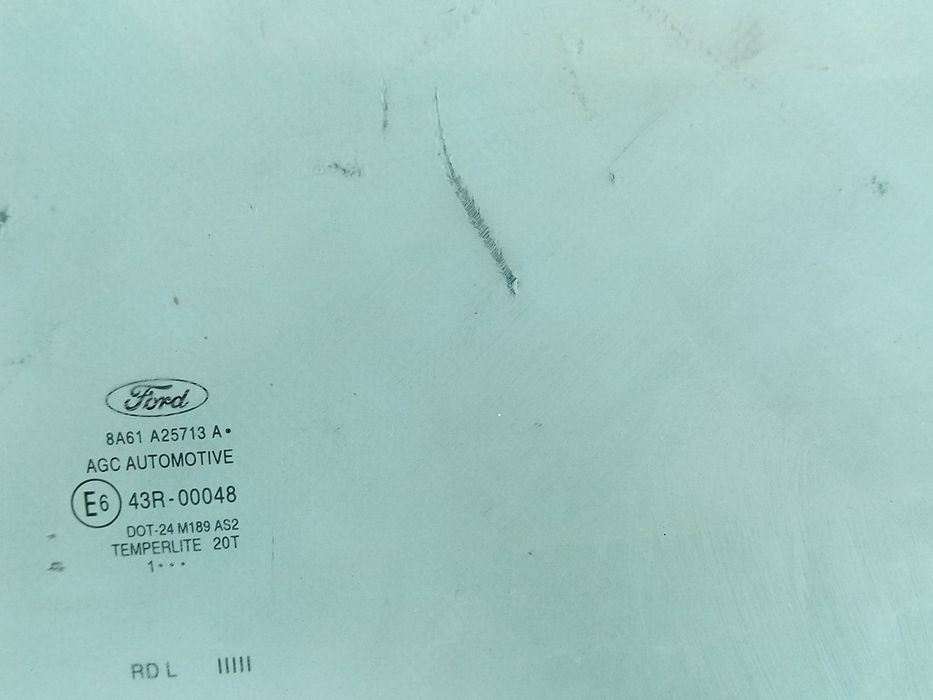 Ford
8A61 A25713 A•
AGC AUTOMOTIVE
E6 43R-00048
DOT-24 M189 AS2
TEMPERLITE 20T
1•••
RD L IIIII